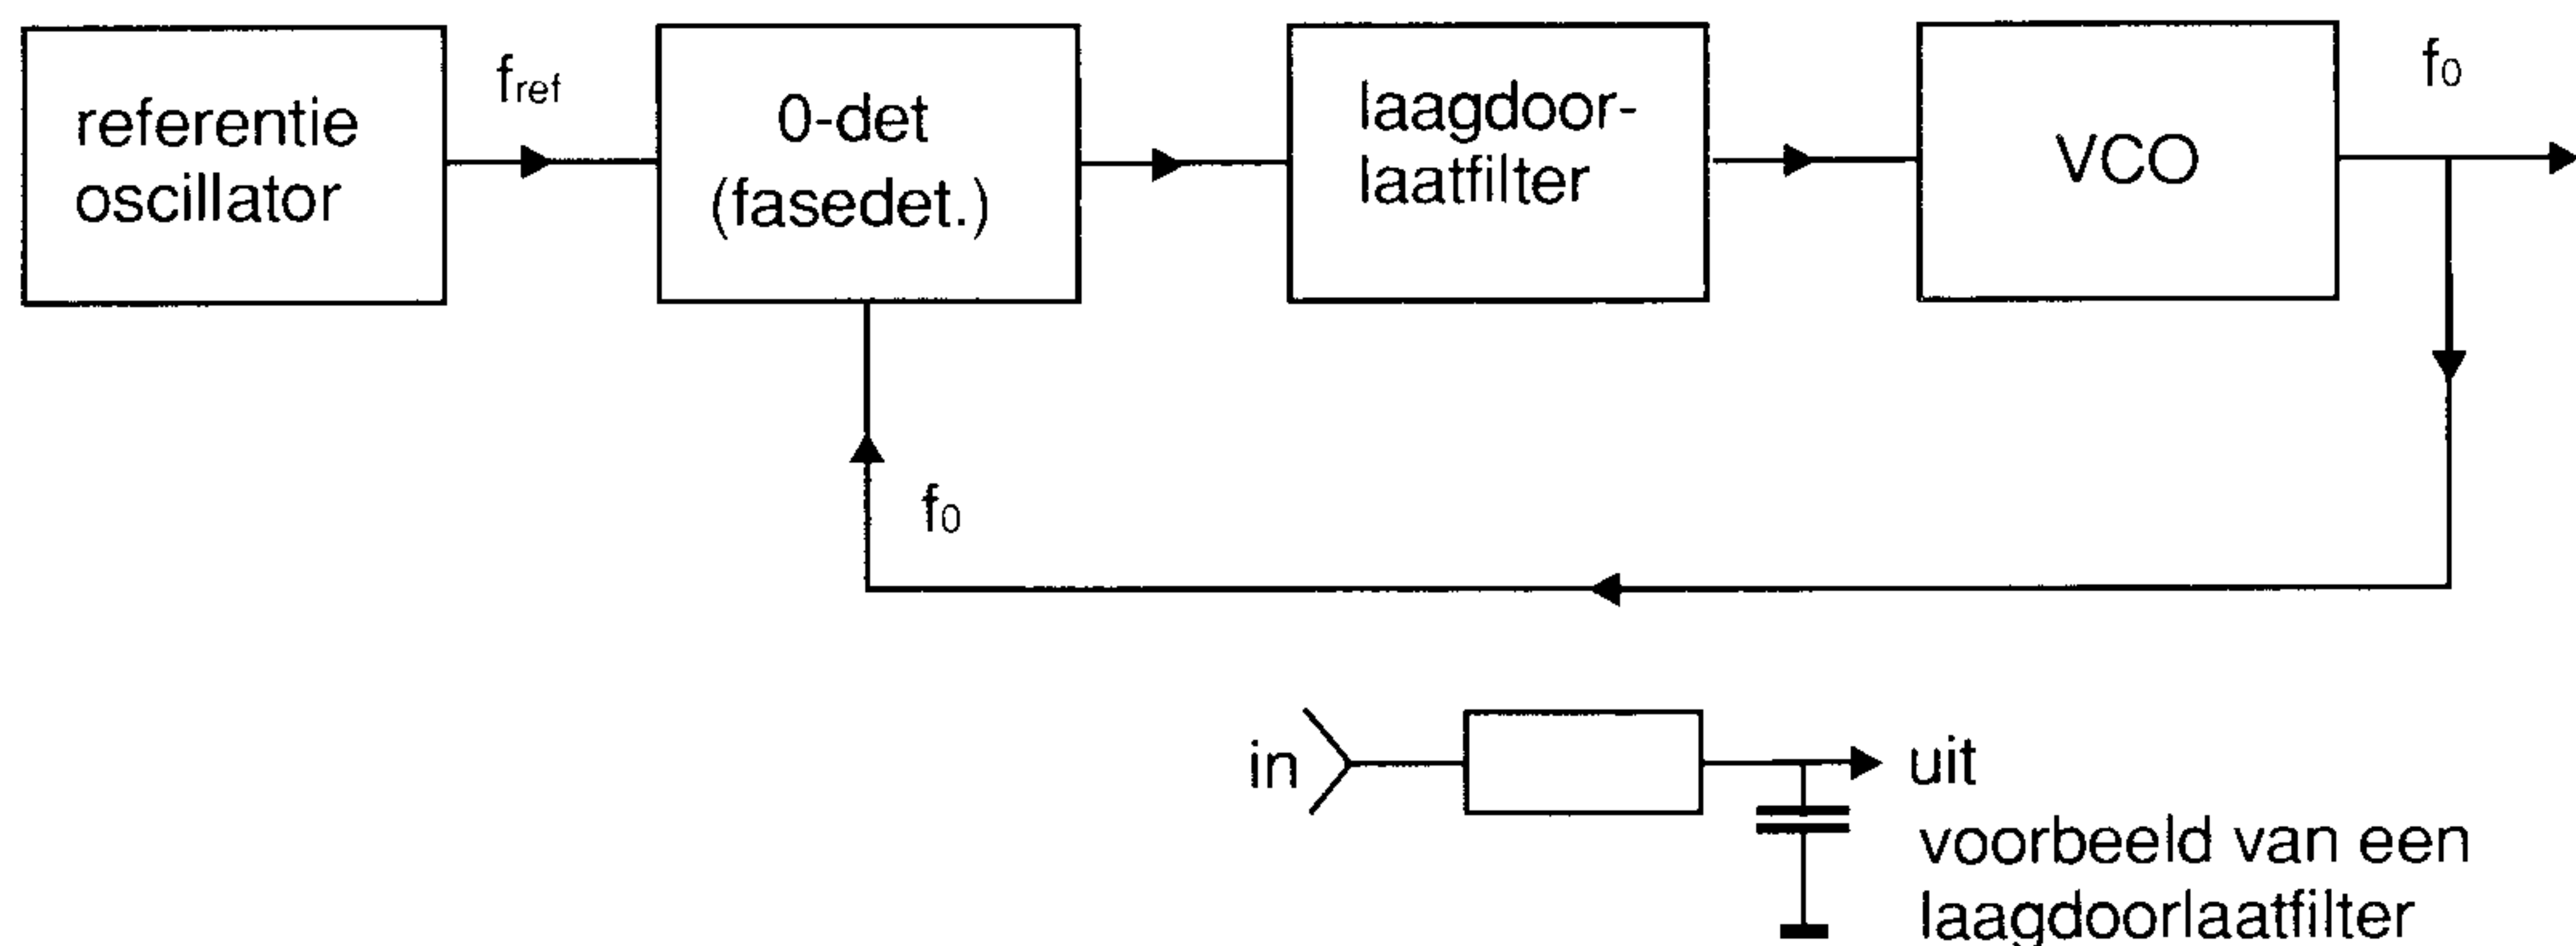 referentie
oscillator
fref
0-det
(fasedet.)
laagdoor-
laatfilter
VCO
f0
f0
in
uit
voorbeeld van een
laagdoorlaatfilter